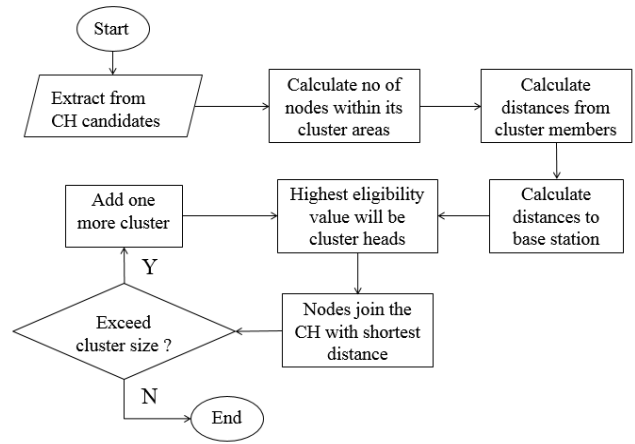 Start
Extract from
CH candidates
Calculate no of
nodes within its
cluster areas
Calculate
distances from
cluster members
Calculate
distances to
base station
Highest eligibility
value will be
cluster heads
Add one
more cluster
Nodes join the
CH with shortest
distance
Exceed
cluster size ?
Y
N
End